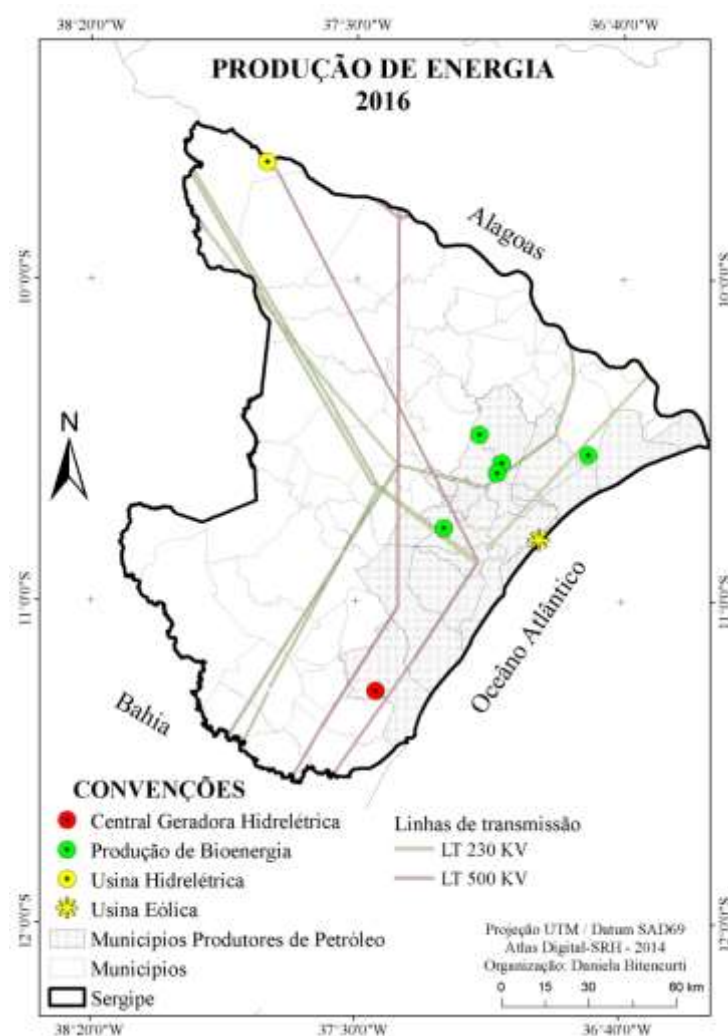 38°20'0"W 37°30'0"W 36°40'0"W
PRODUÇÃO DE ENERGIA
2016
Alagoas
10°0'0"S 10°0'0"S
N
11°0'0"S 11°0'0"S
Oceâno Atlântico
Bahia
CONVENÇÕES
Central Geradora Hidrelétrica
Produção de Bioenergia
Usina Hidrelétrica
Usina Eólica
Municípios Produtores de Petróleo
Municípios
Sergipe
Linhas de transmissão
LT 230 KV
LT 500 KV
12°0'0"S 12°0'0"S
Projeção UTM / Datum SAD69
Atlas Digital-SRH - 2014
Organização: Daniela Bitencurti
0 15 30 60 km
38°20'0"W 37°30'0"W 36°40'0"W